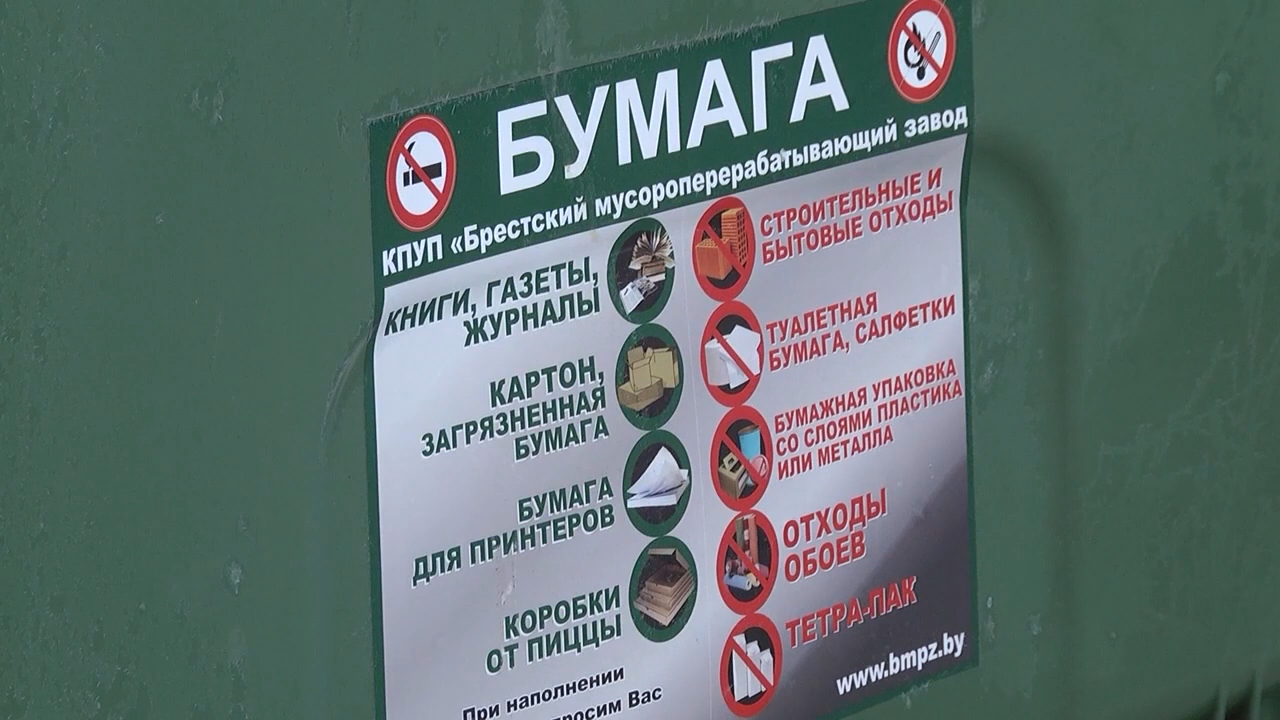 БУМАГА
КПУП «Брестский мусороперерабатывающий завод
КНИГИ, ГАЗЕТЫ,
ЖУРНАЛЫ
КАРТОН,
ЗАГРЯЗНЕННАЯ
БУМАГА
БУМАГА
ДЛЯ ПРИНТЕРОВ
КОРОБКИ
ОТ ПИЦЦЫ
При наполнении
просим Вас
СТРОИТЕЛЬНЫЕ И
БЫТОВЫЕ ОТХОДЫ
ТУАЛЕТНАЯ
БУМАГА, САЛФЕТКИ
БУМАЖНАЯ УПАКОВКА
СО СЛОЯМИ ПЛАСТИКА
ИЛИ МЕТАЛЛА
ОТХОДЫ
ОБОЕВ
ТЕТРА-ПАК
www.bmpz.by